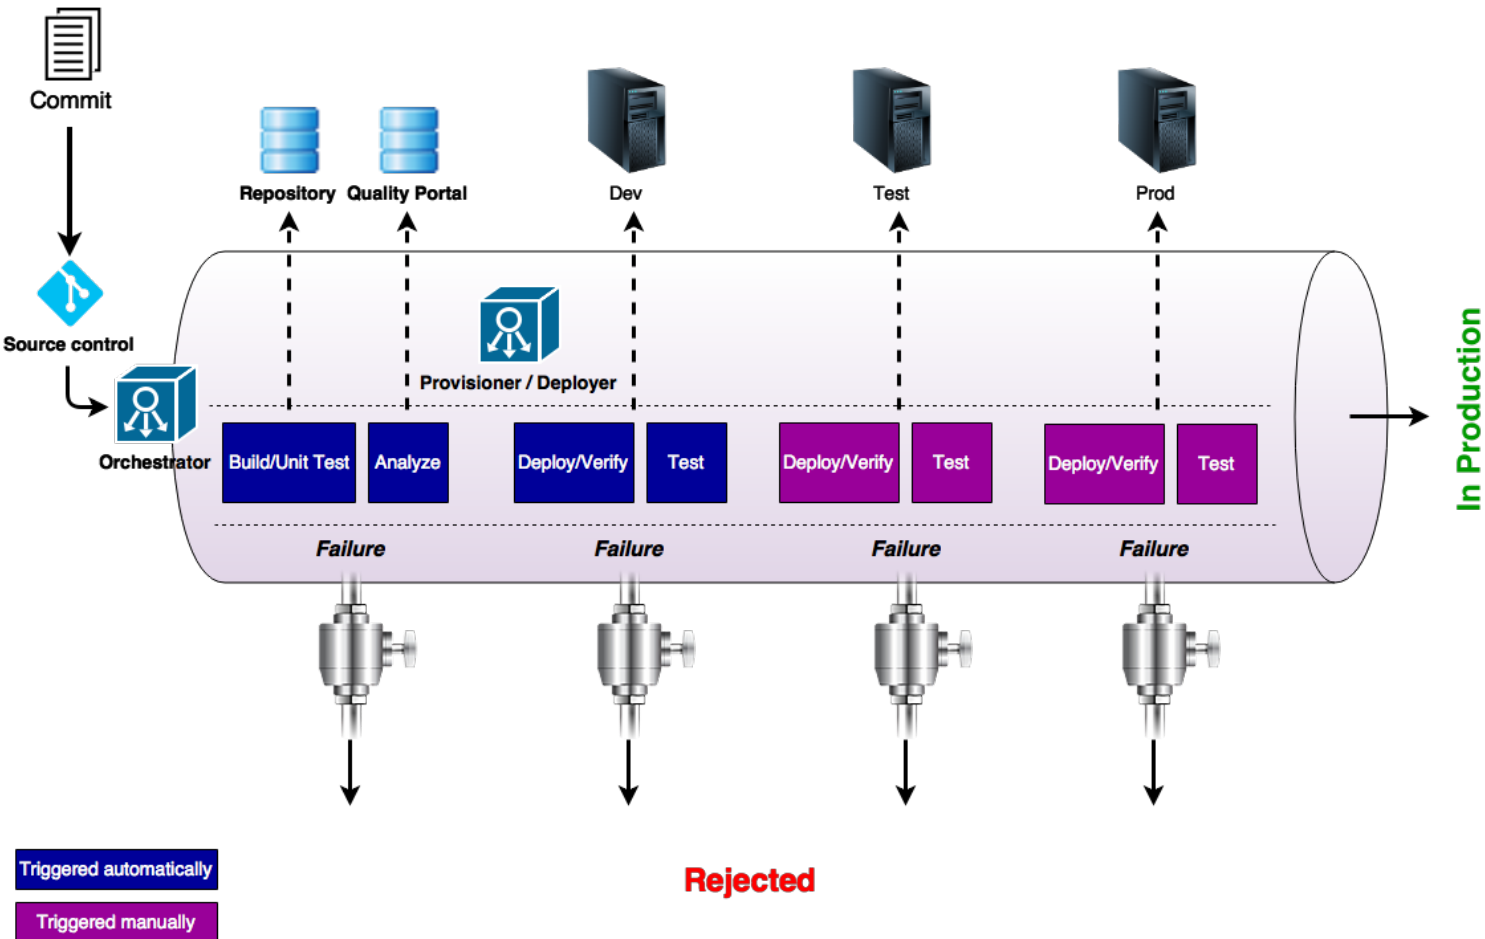 Commit
Repository
Quality Portal
Dev
Test
Prod
Source control
Provisioner / Deployer
Orchestrator
Build/Unit Test
Analyze
Deploy/Verify
Test
Deploy/Verify
Test
Deploy/Verify
Test
In Production
Failure
Failure
Failure
Failure
Triggered automatically
Rejected
Triggered manually